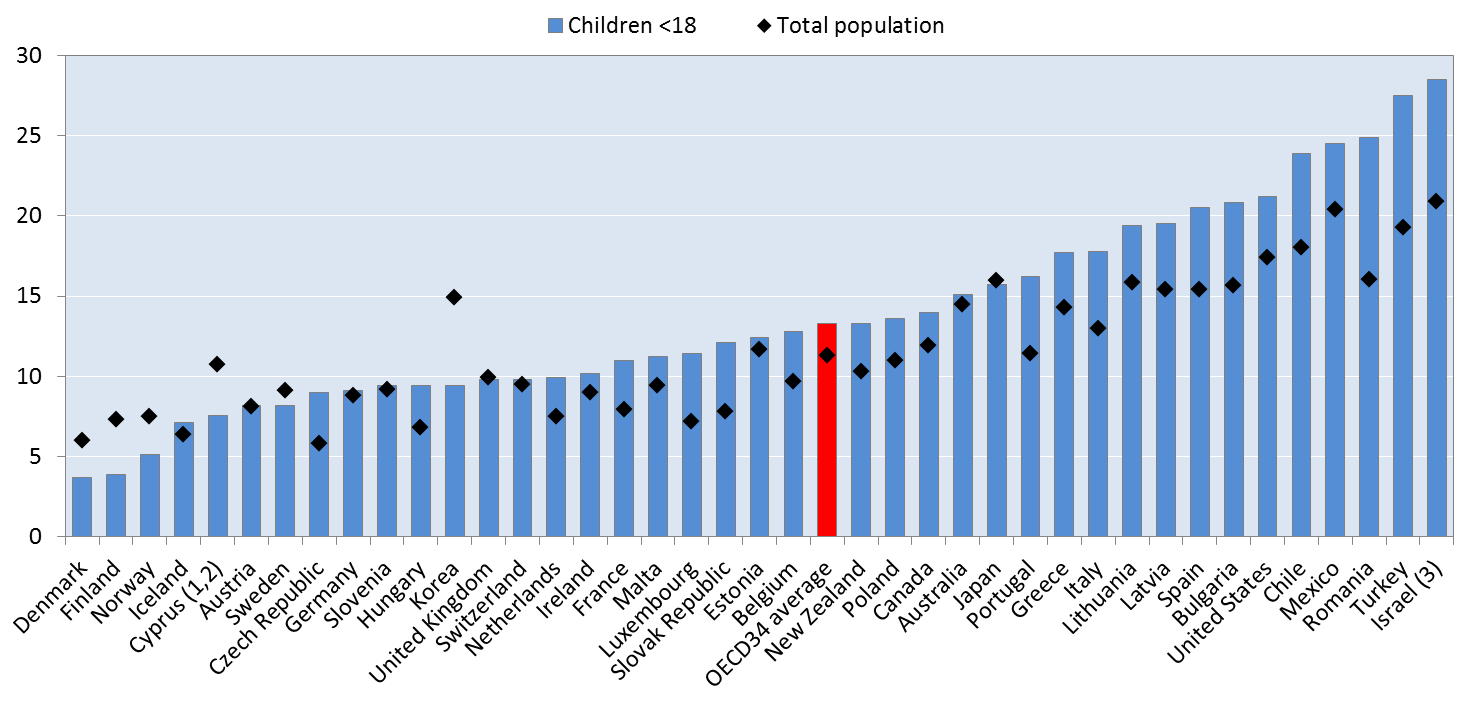 Children <18 Total population
30
25
20
15
10
5
0
Denmark
Finland
Norway
Iceland
Cyprus (1,2)
Austria
Sweden
Czech Republic
Germany
Slovenia
Hungary
Korea
United Kingdom
Switzerland
Netherlands
Ireland
France
Malta
Luxembourg
Slovak Republic
Estonia
Belgium
OECD34 average
New Zealand
Poland
Canada
Australia
Japan
Portugal
Greece
Italy
Lithuania
Latvia
Spain
Bulgaria
United States
Chile
Mexico
Romania
Turkey
Israel (3)